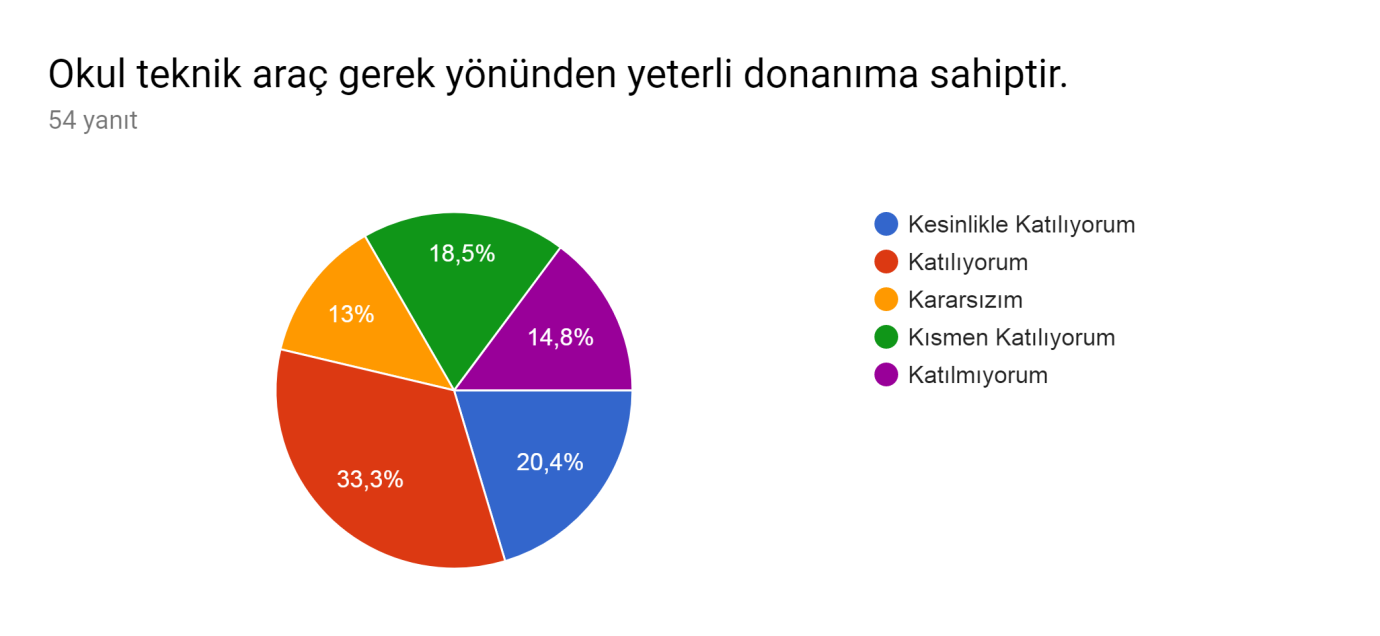 Okul teknik araç gerek yönünden yeterli donanıma sahiptir.
54 yanıt
18,5%
13%
14,8%
20,4%
33,3%
Kesinlikle Katılıyorum
Katılıyorum
Kararsızım
Kısmen Katılıyorum
Katılmıyorum